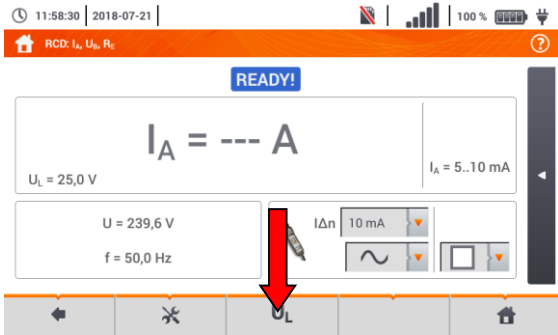 11:58:30 2018-07-21 100 %
RCD: IA, UB, RE ?
READY!
IA = --- A
UL = 25,0 V
IA = 5..10 mA
U = 239,6 V
f = 50,0 Hz
IΔn 10 mA
UL